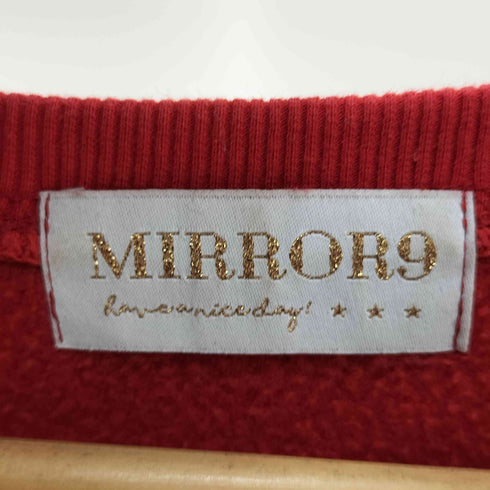 MIRROR9
have a nice day! ★ ★ ★